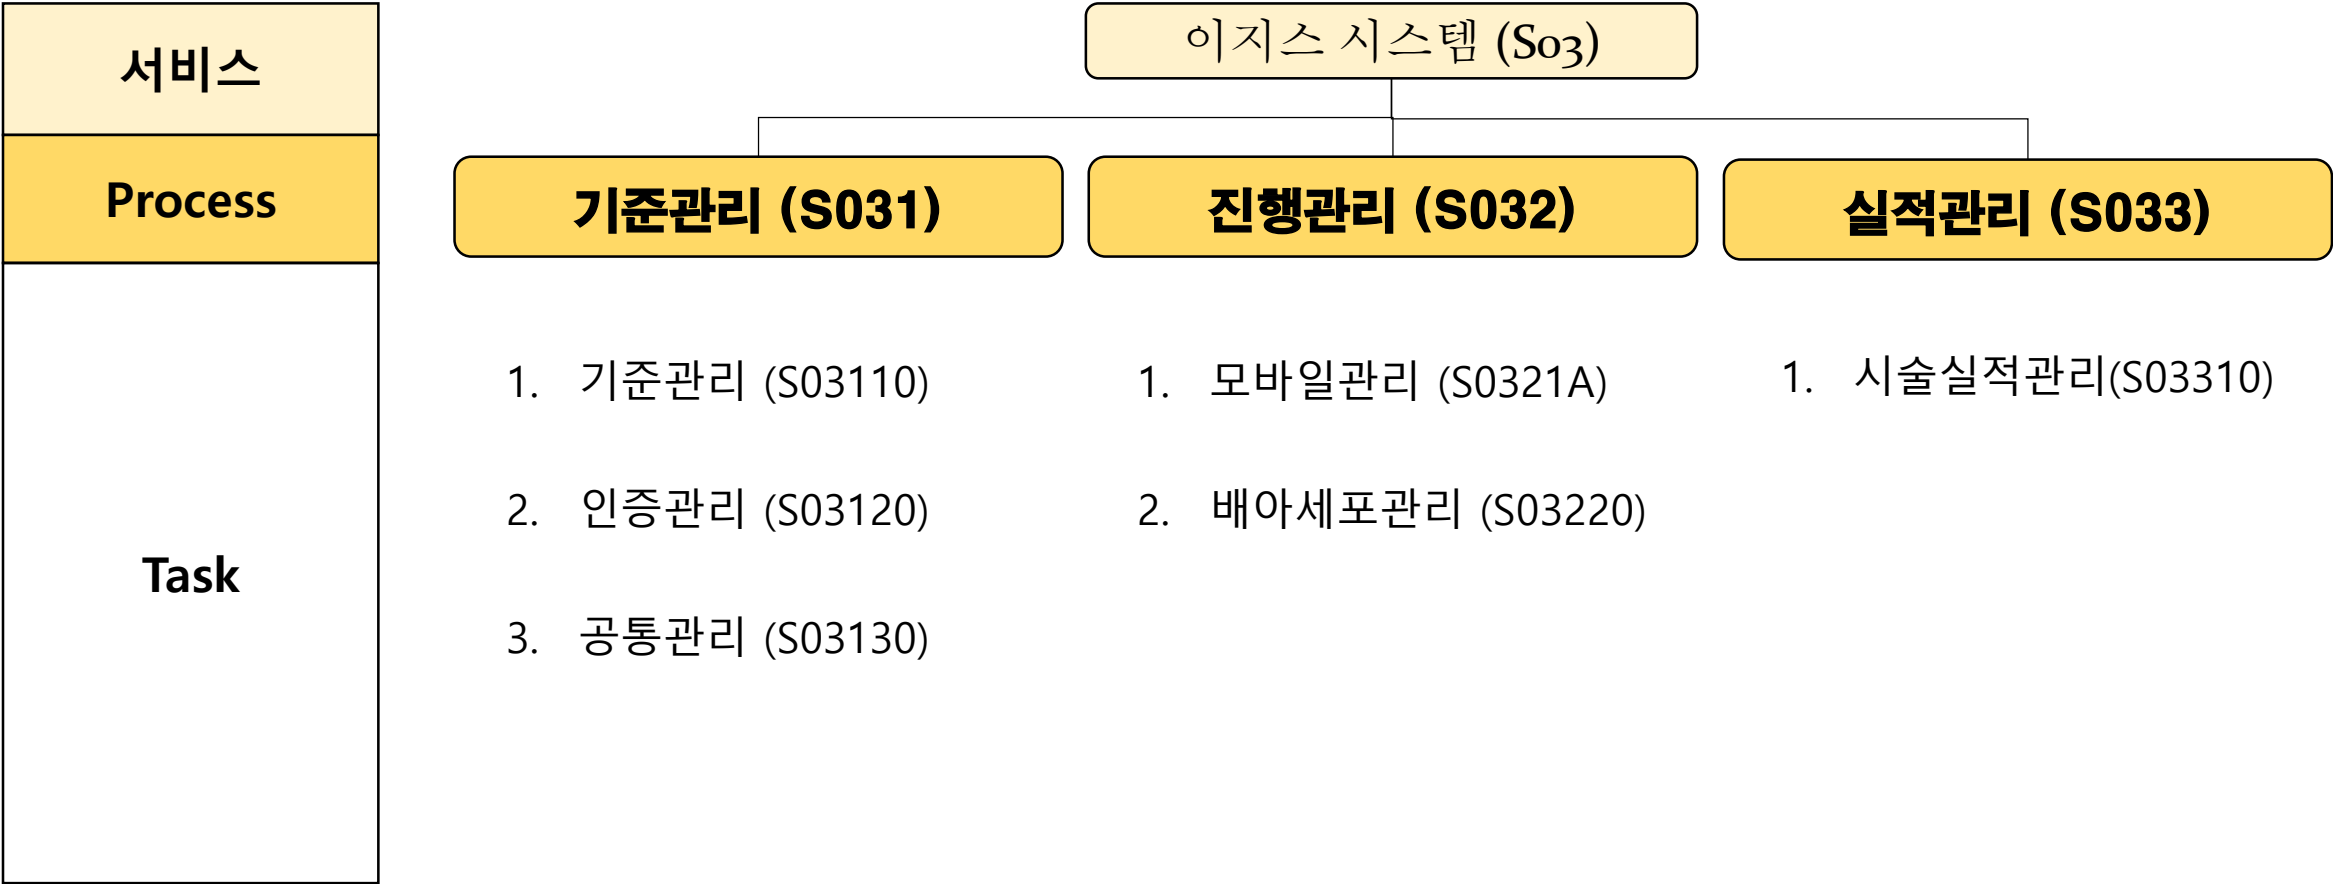 서비스
이지스 시스템 (S03)
Process
기준관리 (S031)
진행관리 (S032)
실적관리 (S033)
Task
1. 기준관리 (S03110)
2. 인증관리 (S03120)
3. 공통관리 (S03130)
1. 모바일관리 (S0321A)
2. 배아세포관리 (S03220)
1. 시술실적관리(S03310)